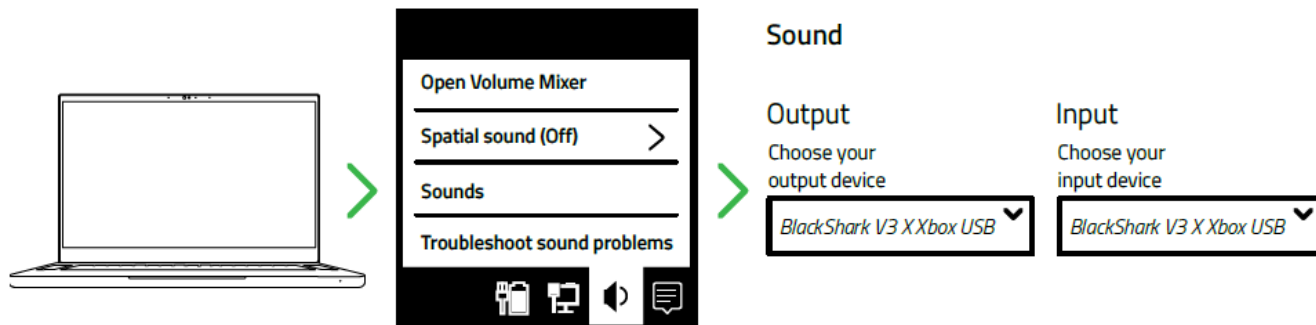 Open Volume Mixer
Spatial sound (Off)
Sounds
Troubleshoot sound problems
Sound
Output
Choose your
output device
BlackShark V3 X Xbox USB
Input
Choose your
input device
BlackShark V3 X Xbox USB